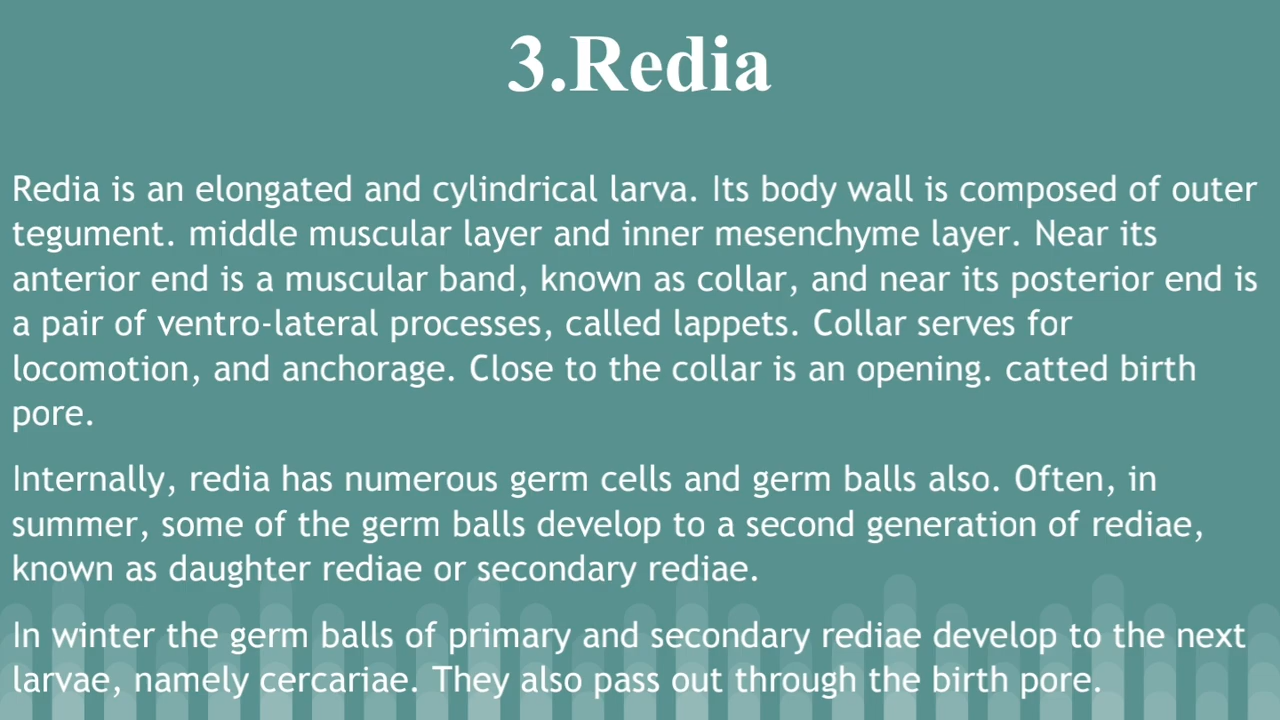 3.Redia
Redia is an elongated and cylindrical larva. Its body wall is composed of outer
tegument. middle muscular layer and inner mesenchyme layer. Near its
anterior end is a muscular band, known as collar, and near its posterior end is
a pair of ventro-lateral processes, called lappets. Collar serves for
locomotion, and anchorage. Close to the collar is an opening. catted birth
pore.
Internally, redia has numerous germ cells and germ balls also. Often, in
summer, some of the germ balls develop to a second generation of rediae,
known as daughter rediae or secondary rediae.
In winter the germ balls of primary and secondary rediae develop to the next
larvae, namely cercariae. They also pass out through the birth pore.